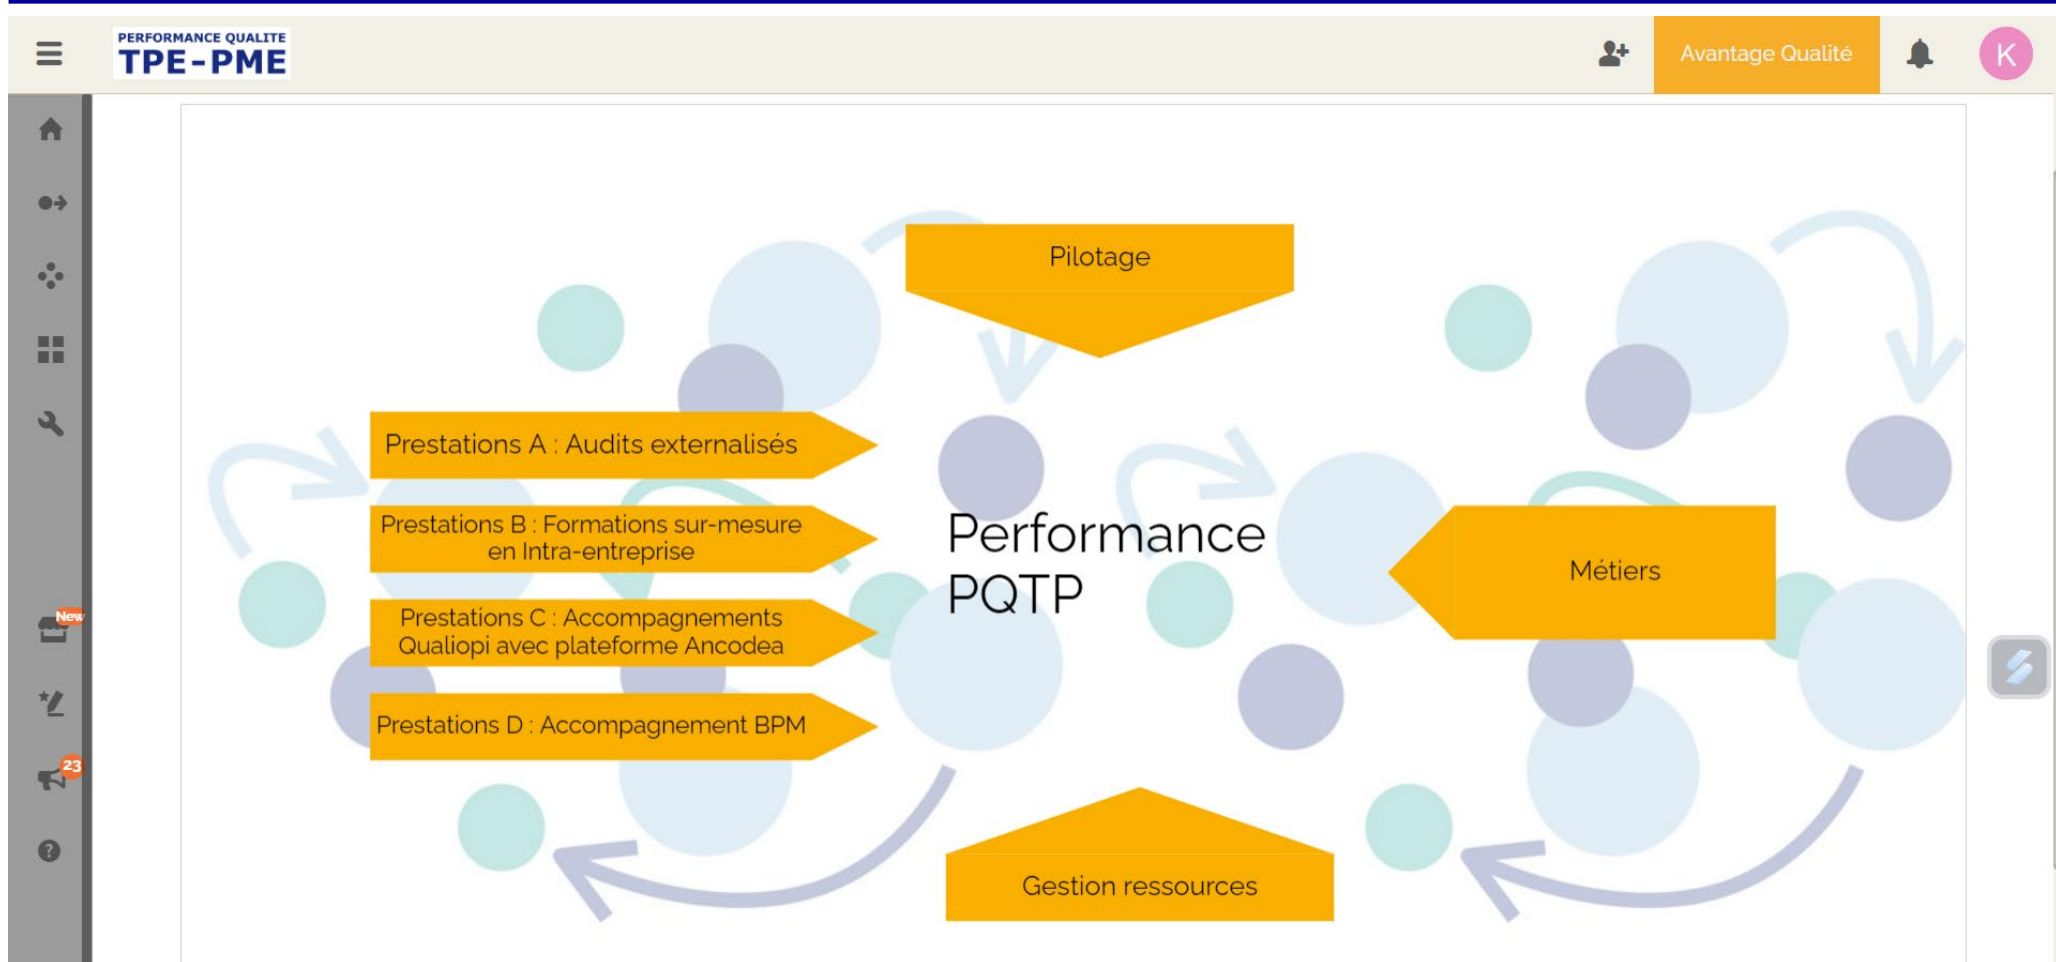 PERFORMANCE QUALITE
TPE-PME
Avantage Qualité
K
Pilotage
Prestations A : Audits externalisés
Prestations B : Formations sur-mesure
en Intra-entreprise
Prestations C : Accompagnements
Qualiopi avec plateforme Ancodea
Prestations D : Accompagnement BPM
Performance
PQTP
Métiers
Gestion ressources
New
23
?